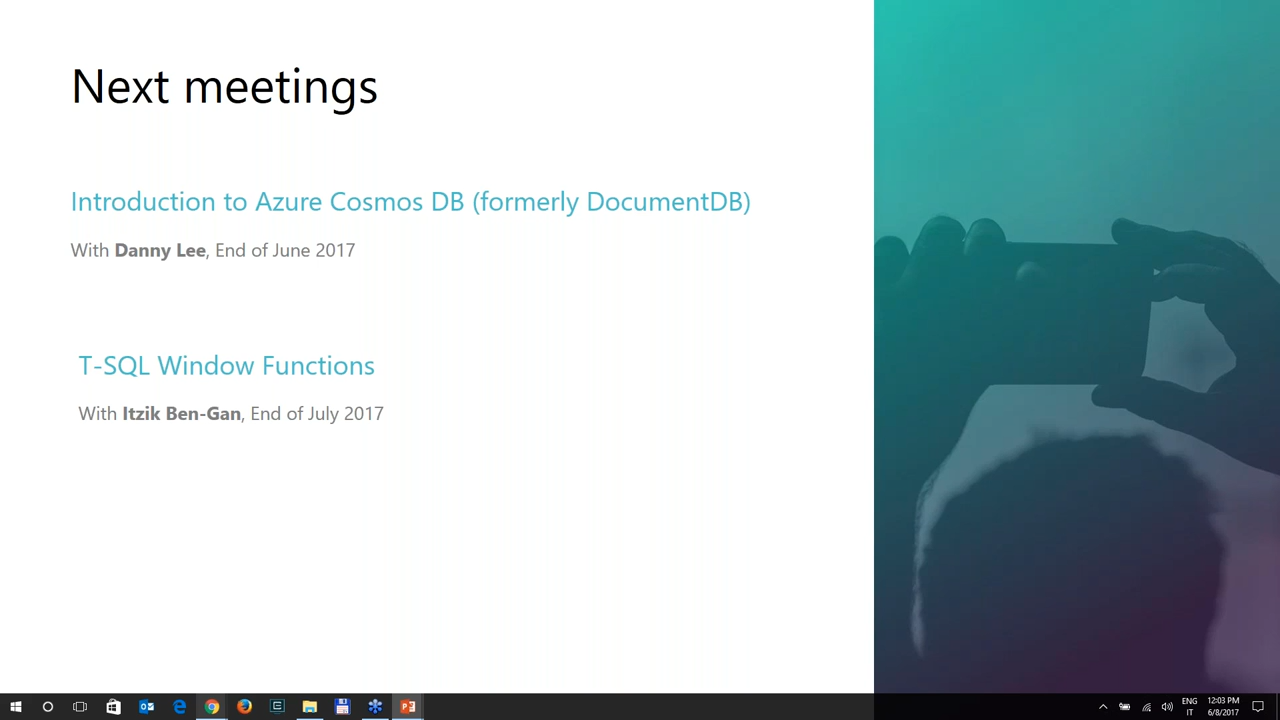 Next meetings
Introduction to Azure Cosmos DB (formerly DocumentDB)
With Danny Lee, End of June 2017
T-SQL Window Functions
With Itzik Ben-Gan, End of July 2017
ENG
IT
12:03 PM
6/8/2017